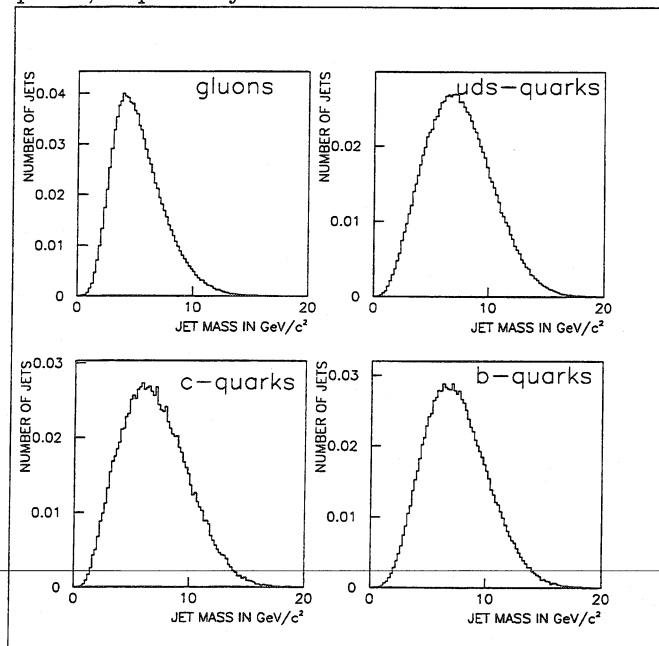 gluons
NUMBER OF JETS
0.04
0.03
0.02
0.01
0
0 10 20
JET MASS IN GeV/c²
uds-quarks
NUMBER OF JETS
0.02
0.01
0
0 10 20
JET MASS IN GeV/c²
c-quarks
NUMBER OF JETS
0.03
0.02
0.01
0
0 10 20
JET MASS IN GeV/c²
b-quarks
NUMBER OF JETS
0.03
0.02
0.01
0
0 10 20
JET MASS IN GeV/c²